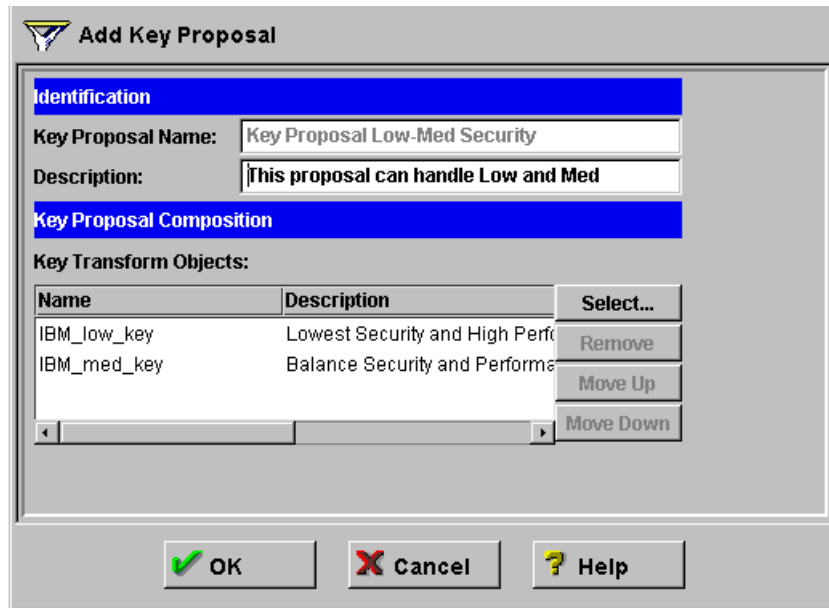 Add Key Proposal
Identification
Key Proposal Name: Key Proposal Low-Med Security
Description: This proposal can handle Low and Med
Key Proposal Composition
Key Transform Objects:
Name Description Select...
IBM_low_key Lowest Security and High Perf
Remove
IBM_med_key Balance Security and Performa
Move Up
Move Down
OK Cancel Help